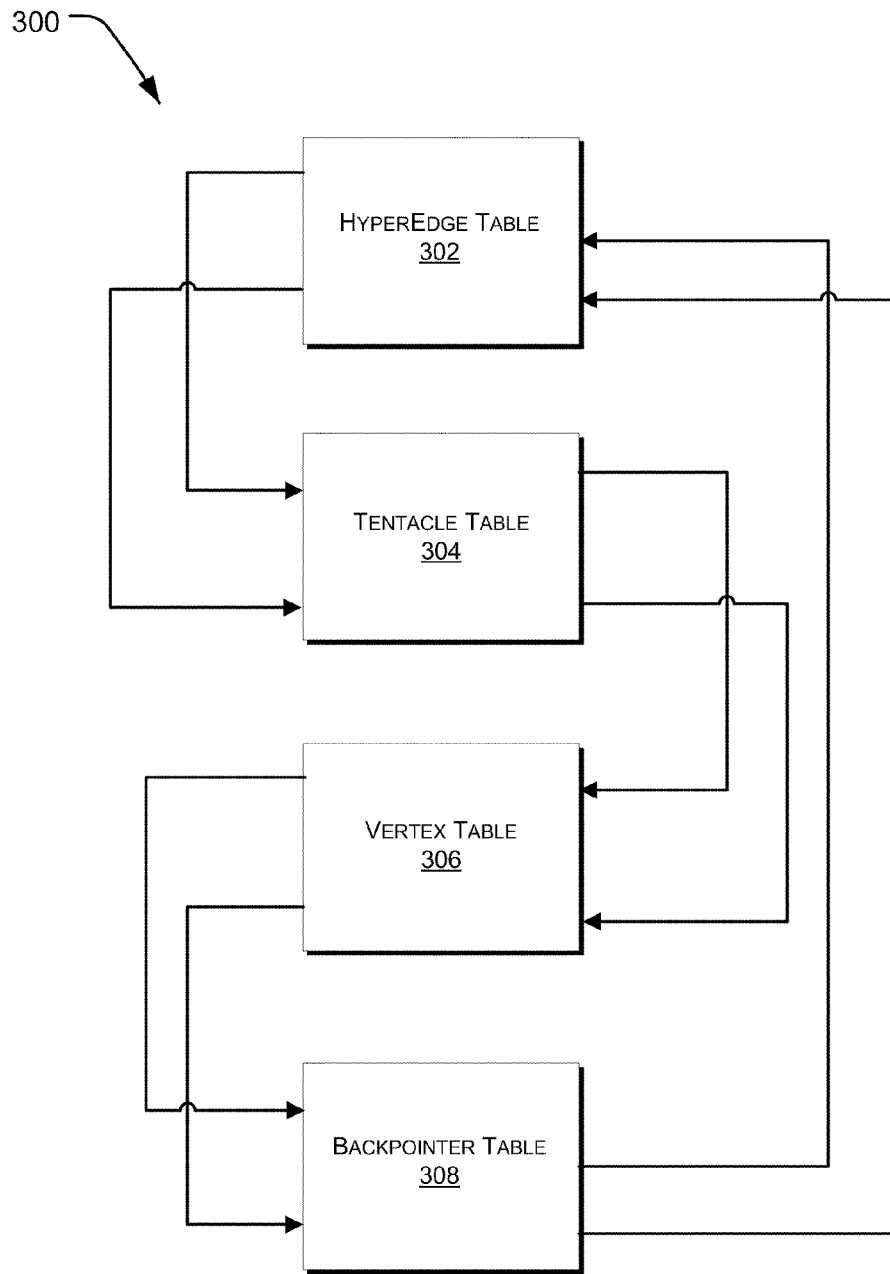 300
HYPEREDGE TABLE
302
TENTACLE TABLE
304
VERTEX TABLE
306
BACKPOINTER TABLE
308